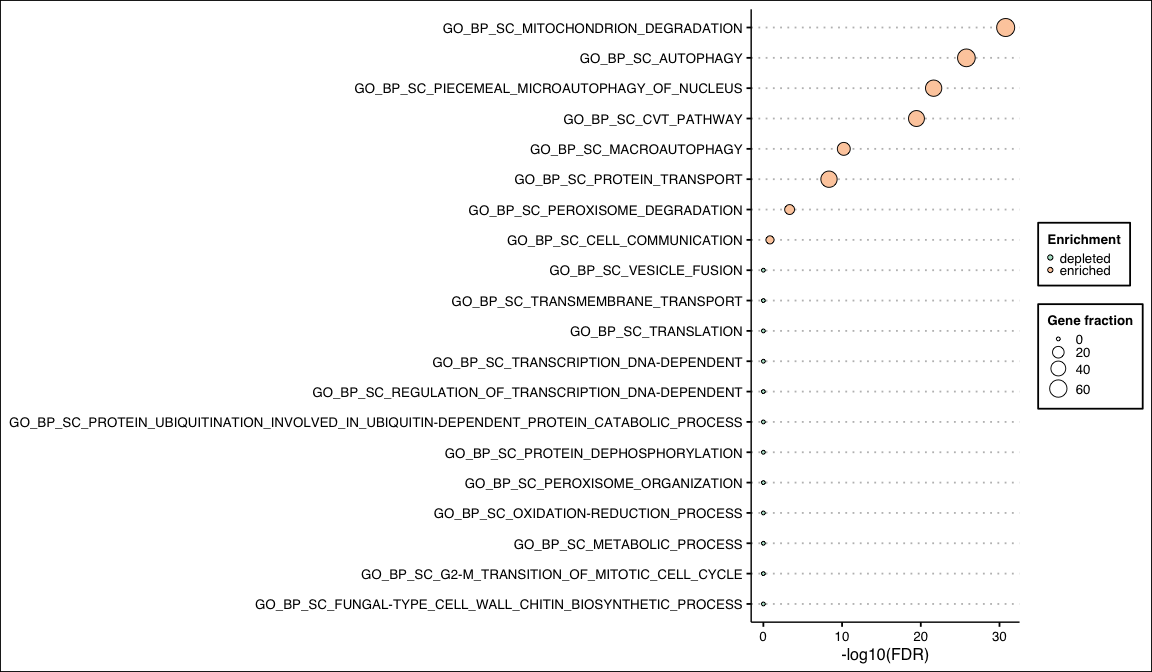 GO_BP_SC_MITOCHONDRION_DEGRADATION
GO_BP_SC_AUTOPHAGY
GO_BP_SC_PIECEMEAL_MICROAUTOPHAGY_OF_NUCLEUS
GO_BP_SC_CVT_PATHWAY
GO_BP_SC_MACROAUTOPHAGY
GO_BP_SC_PROTEIN_TRANSPORT
GO_BP_SC_PEROXISOME_DEGRADATION
GO_BP_SC_CELL_COMMUNICATION
GO_BP_SC_VESICLE_FUSION
GO_BP_SC_TRANSMEMBRANE_TRANSPORT
GO_BP_SC_TRANSLATION
GO_BP_SC_TRANSCRIPTION_DNA-DEPENDENT
GO_BP_SC_REGULATION_OF_TRANSCRIPTION_DNA-DEPENDENT
GO_BP_SC_PROTEIN_UBIQUITINATION_INVOLVED_IN_UBIQUITIN-DEPENDENT_PROTEIN_CATABOLIC_PROCESS
GO_BP_SC_PROTEIN_DEPHOSPHORYLATION
GO_BP_SC_PEROXISOME_ORGANIZATION
GO_BP_SC_OXIDATION-REDUCTION_PROCESS
GO_BP_SC_METABOLIC_PROCESS
GO_BP_SC_G2-M_TRANSITION_OF_MITOTIC_CELL_CYCLE
GO_BP_SC_FUNGAL-TYPE_CELL_WALL_CHITIN_BIOSYNTHETIC_PROCESS
0 10 20 30
-log10(FDR)
Enrichment
depleted
enriched
Gene fraction
0
20
40
60